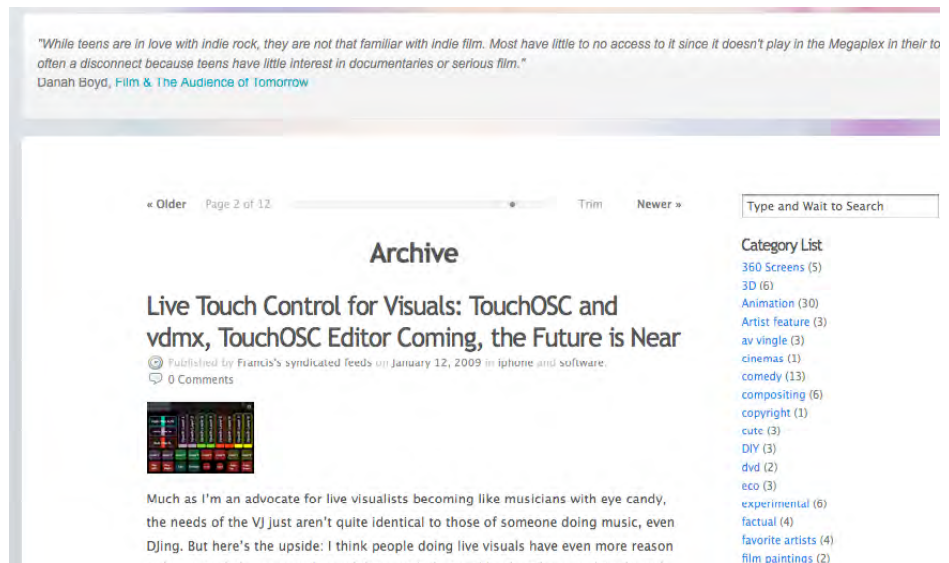 "While teens are in love with indie rock, they are not that familiar with indie film. Most have little to no access to it since it doesn't play in the Megaplex in their to
often a disconnect because teens have little interest in documentaries or serious film."
Danah Boyd, Film & The Audience of Tomorrow
« Older Page 2 of 12 Trim Newer »
Archive
Live Touch Control for Visuals: TouchOSC and
vdmx, TouchOSC Editor Coming, the Future is Near
Published by Francis's syndicated feeds on January 12, 2009 in iphone and software.
0 Comments
Much as I'm an advocate for live visualists becoming like musicians with eye candy,
the needs of the VJ just aren't quite identical to those of someone doing music, even
DJing. But here's the upside: I think people doing live visuals have even more reason
Type and Wait to Search
Category List
360 Screens (5)
3D (6)
Animation (30)
Artist feature (3)
av vingle (3)
cinemas (1)
comedy (13)
compositing (6)
copyright (1)
cute (3)
DIY (3)
dvd (2)
eco (3)
experimental (6)
factual (4)
favorite artists (4)
film paintings (2)